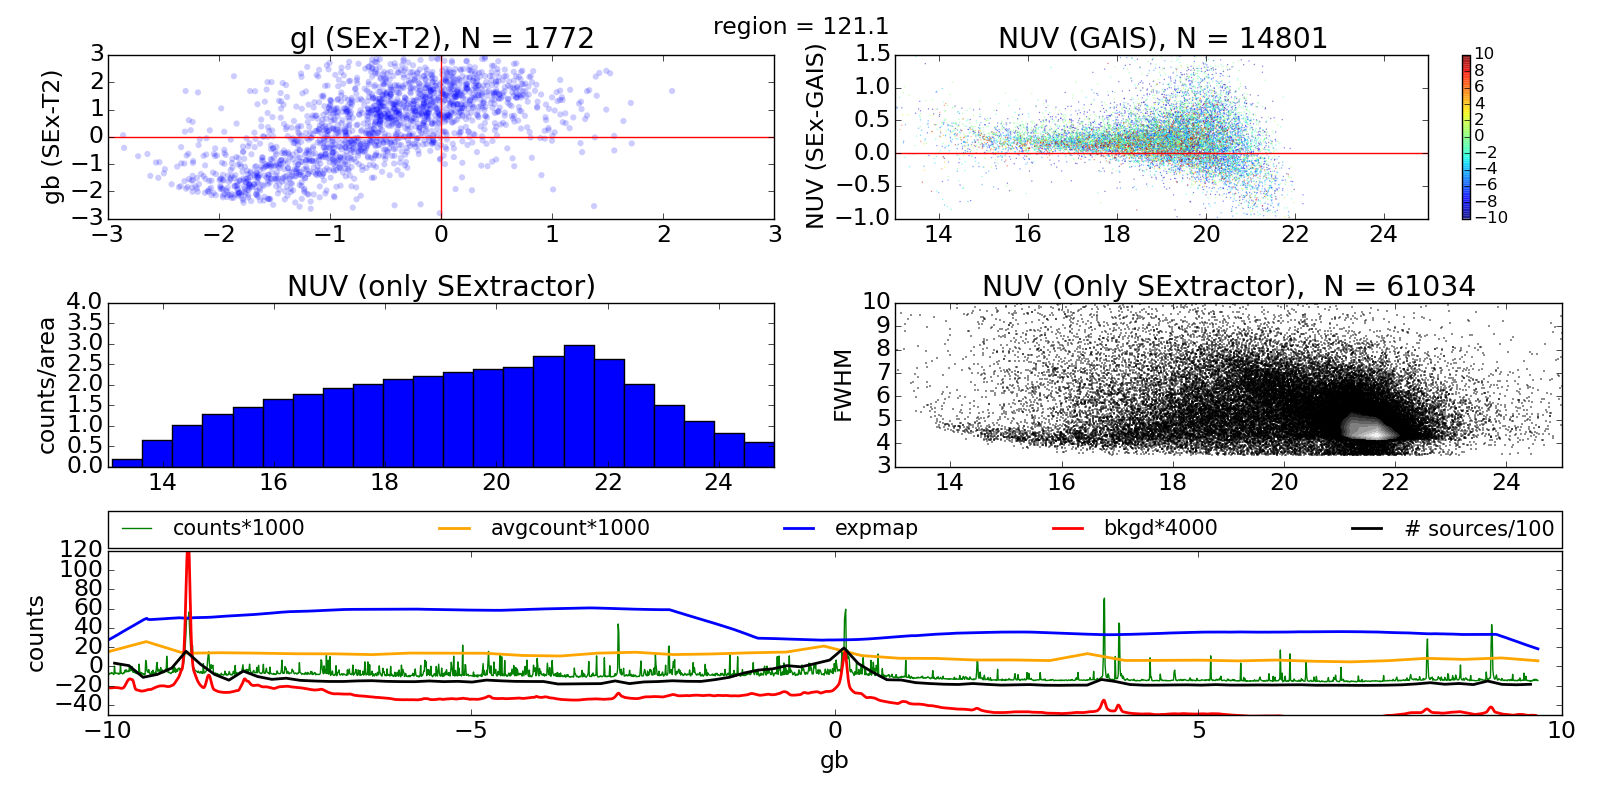 region = 121.1
gl (SEx-T2), N = 1772
gb (SEx-T2)
3
2
1
0
−1
−2
−3
−3 −2 −1 0 1 2 3
NUV (GAIS), N = 14801
NUV (SEx-GAIS)
1.5
1.0
0.5
0.0
−0.5
−1.0
14 16 18 20 22 24
10
8
6
4
2
0
−2
−4
−6
−8
−10
NUV (only SExtractor)
counts/area
4.0
3.5
3.0
2.5
2.0
1.5
1.0
0.5
0.0
14 16 18 20 22 24
NUV (Only SExtractor), N = 61034
FWHM
10
9
8
7
6
5
4
3
14 16 18 20 22 24
counts*1000 avgcount*1000 expmap bkgd*4000 # sources/100
counts
120
100
80
60
40
20
0
−20
−40
−10 −5 0 5 10
gb